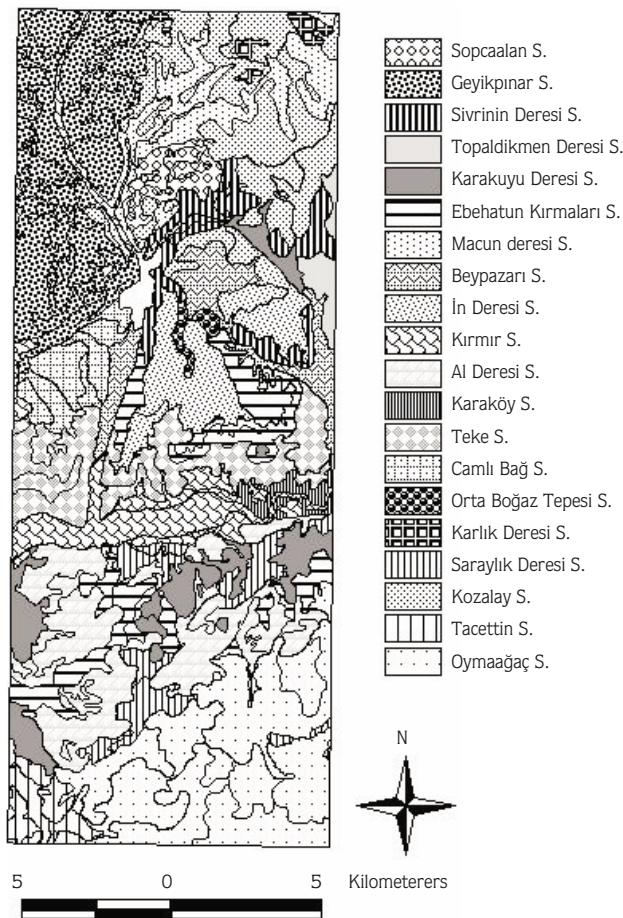 Sopcaalan S.
Geyikpınar S.
Sivrinin Deresi S.
Topaldikmen Deresi S.
Karakuyu Deresi S.
Ebehatun Kırmaları S.
Macun deresi S.
Beypazarı S.
İn Deresi S.
Kırmır S.
Al Deresi S.
Karaköy S.
Teke S.
Camlı Bağ S.
Orta Boğaz Tepesi S.
Karlık Deresi S.
Saraylık Deresi S.
Kozalay S.
Tacettin S.
Oymaağaç S.
N
5 0 5 Kilometerers